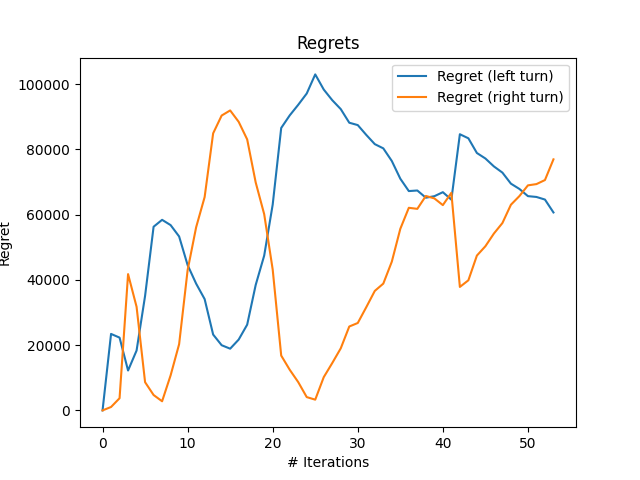 Regrets
Regret (left turn)
Regret (right turn)
100000
80000
60000
40000
20000
0
Regret
0 10 20 30 40 50
# Iterations